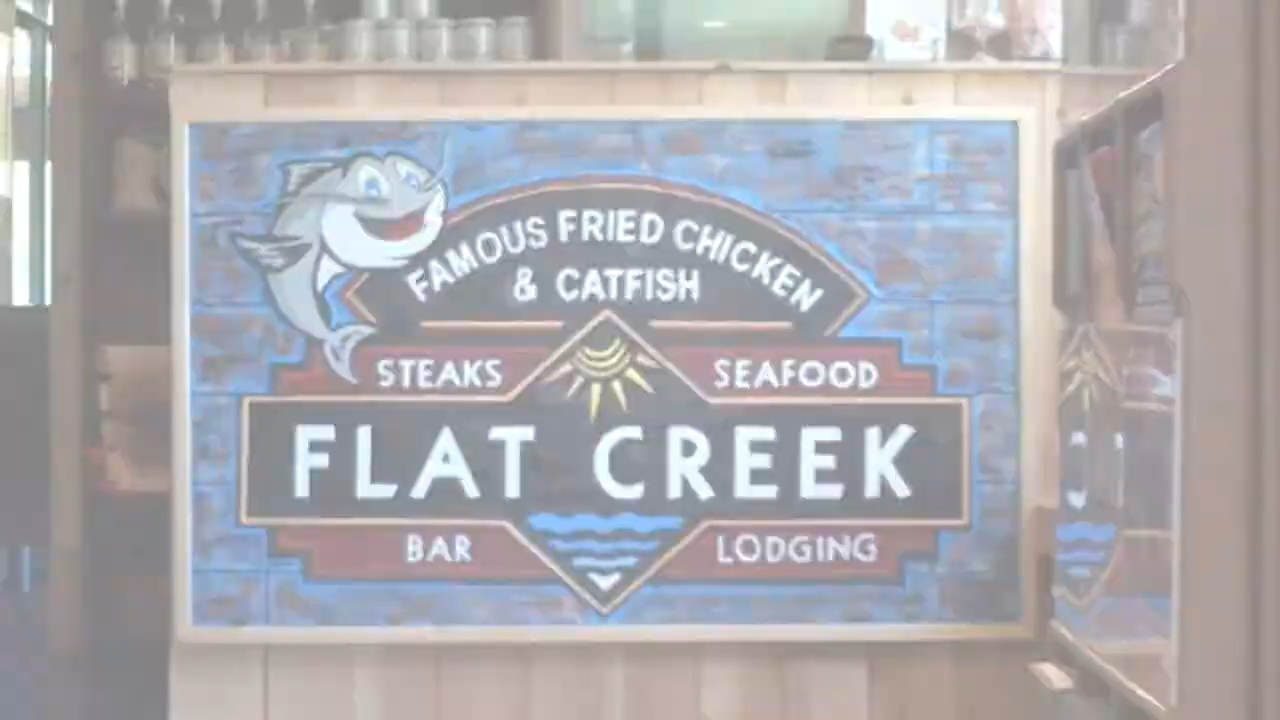 FAMOUS FRIED CHICKEN
& CATFISH
STEAKS SEAFOOD
FLAT CREEK
BAR LODGING